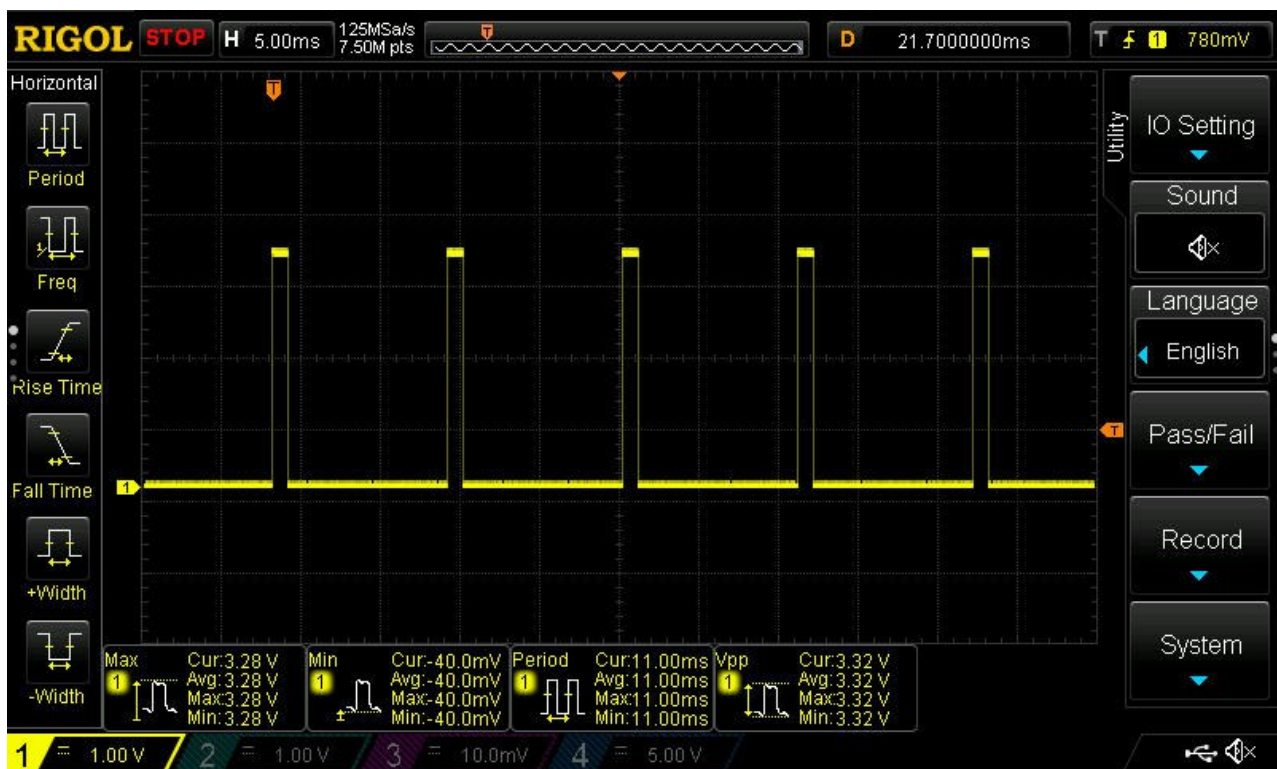 RIGOL STOP H 5.00ms 125MSa/s 7.50M pts T D 21.7000000ms T 1 780mV
Horizontal
Period
Freq
Rise Time
Fall Time
+Width
-Width
T
T
1
Utility
IO Setting
Sound
Language
English
Pass/Fail
Record
System
Max 1 Cur:3.28 V
Avg:3.28 V
Max:3.28 V
Min:3.28 V
Min 1 Cur:-40.0mV
Avg:-40.0mV
Max:-40.0mV
Min:-40.0mV
Period 1 Cur:11.00ms
Avg:11.00ms
Max:11.00ms
Min:11.00ms
Vpp 1 Cur:3.32 V
Avg:3.32 V
Max:3.32 V
Min:3.32 V
1 = 1.00 V 2 = 1.00 V 3 = 10.0mV 4 = 5.00 V